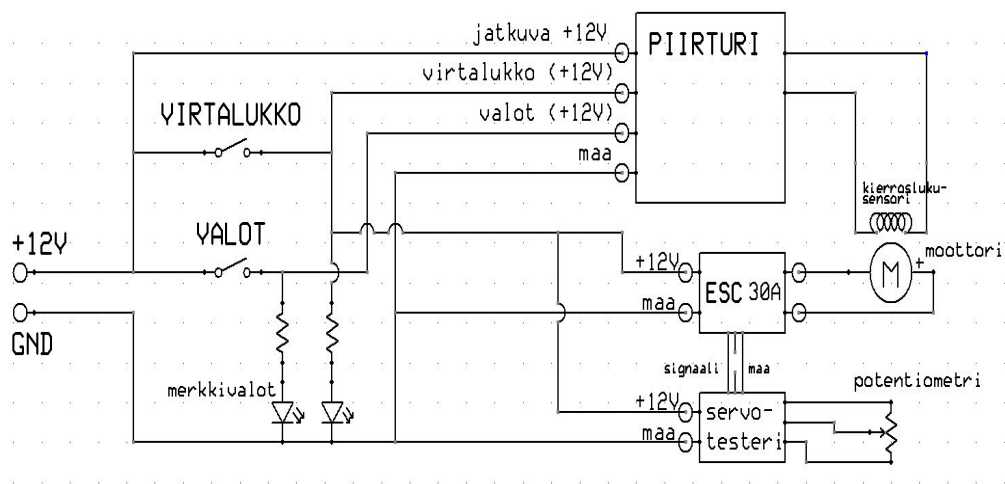 jatkuva +12V
PIIRTURI
virtalukko (+12V)
VIRTALUKKO
valot (+12V)
maa
kierrosluku-
sensori
VALOT
+12V
moottori
+12V
+
M
ESC 30A
maa
GND
signaali
maa
merkkivalot
potentiometri
+12V
servo-
maa
testeri